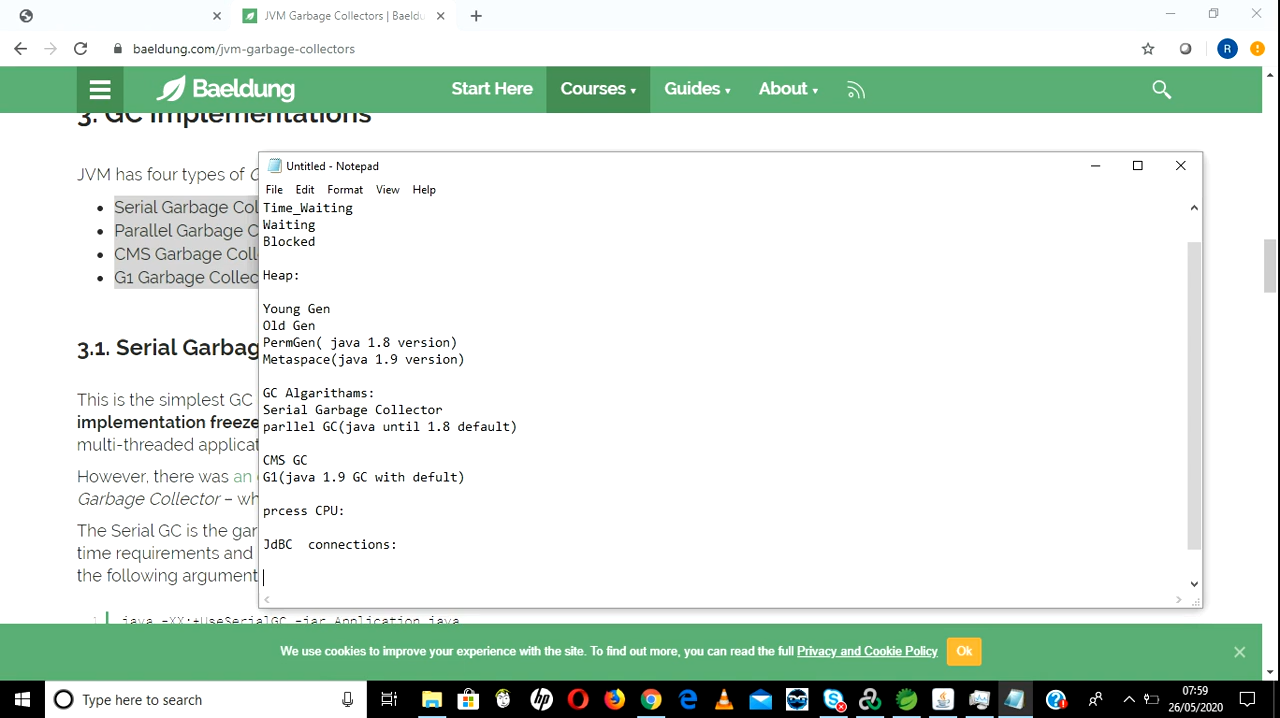 JVM Garbage Collectors | Baeldu
baeldung.com/jvm-garbage-collectors
R
Baeldung
Start Here
Courses
Guides
About
3. GC Implementations
JVM has four types of
Serial Garbage Col
Parallel Garbage C
CMS Garbage Coll
G1 Garbage Collec
3.1. Serial Garbag
This is the simplest GC
implementation freeze
multi-threaded applicat
However, there was an
Garbage Collector – wh
The Serial GC is the gar
time requirements and
the following argument
1 java -XX:+UseSerialGC -jar Application.java
Untitled - Notepad
File Edit Format View Help
Time_Waiting
Waiting
Blocked
Heap:
Young Gen
Old Gen
PermGen( java 1.8 version)
Metaspace(java 1.9 version)
GC Algarithams:
Serial Garbage Collector
parllel GC(java until 1.8 default)
CMS GC
G1(java 1.9 GC with defult)
prcess CPU:
JdBC  connections:
We use cookies to improve your experience with the site. To find out more, you can read the full Privacy and Cookie Policy
Ok
Type here to search
07:59
26/05/2020